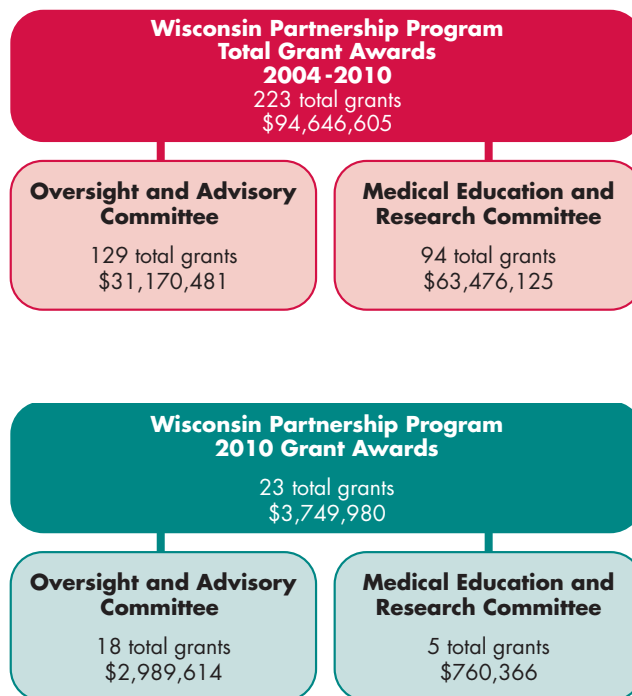 Wisconsin Partnership Program
Total Grant Awards
2004-2010
223 total grants
$94,646,605
Oversight and Advisory
Committee
129 total grants
$31,170,481
Medical Education and
Research Committee
94 total grants
$63,476,125
Wisconsin Partnership Program
2010 Grant Awards
23 total grants
$3,749,980
Oversight and Advisory
Committee
18 total grants
$2,989,614
Medical Education and
Research Committee
5 total grants
$760,366